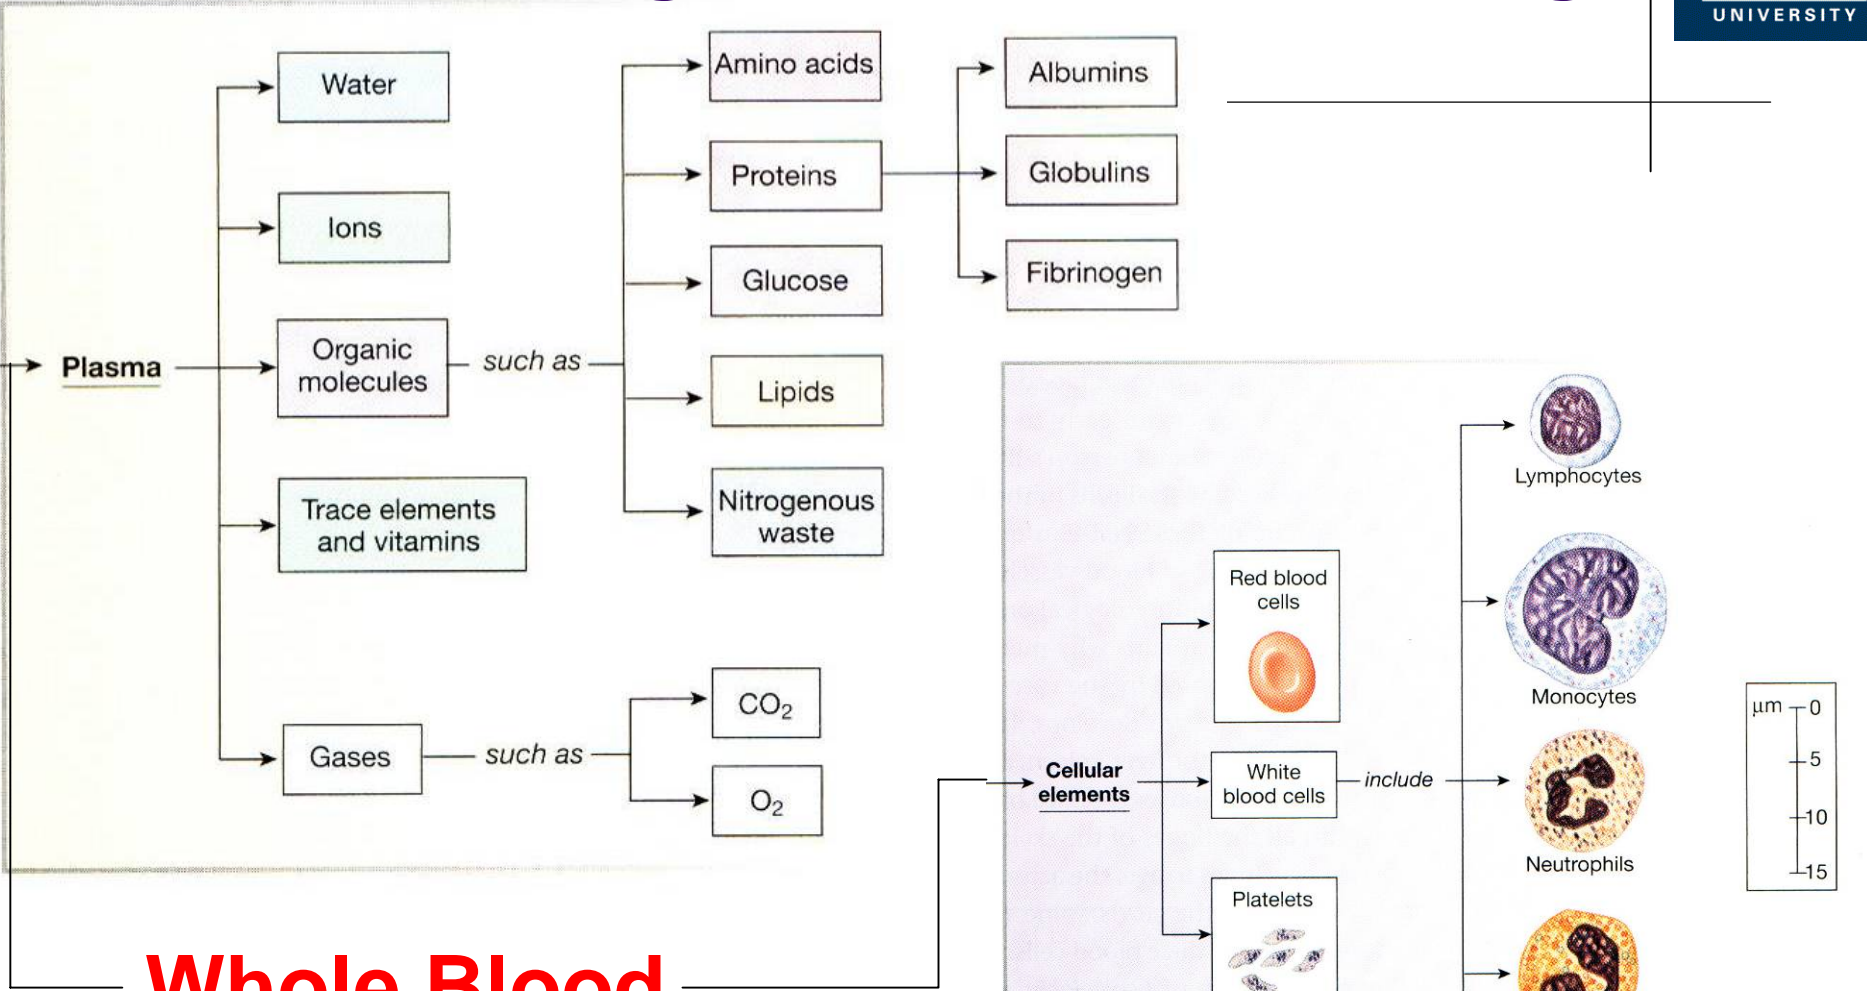 UNIVERSITY
Plasma
Water
Ions
Organic
molecules
Trace elements
and vitamins
Gases
such as
Amino acids
Proteins
Glucose
Lipids
Nitrogenous
waste
Albumins
Globulins
Fibrinogen
such as
CO₂
O₂
Whole Blood
Cellular
elements
Red blood
cells
White
blood cells
Platelets
include
Lymphocytes
Monocytes
Neutrophils
µm
0
5
10
15